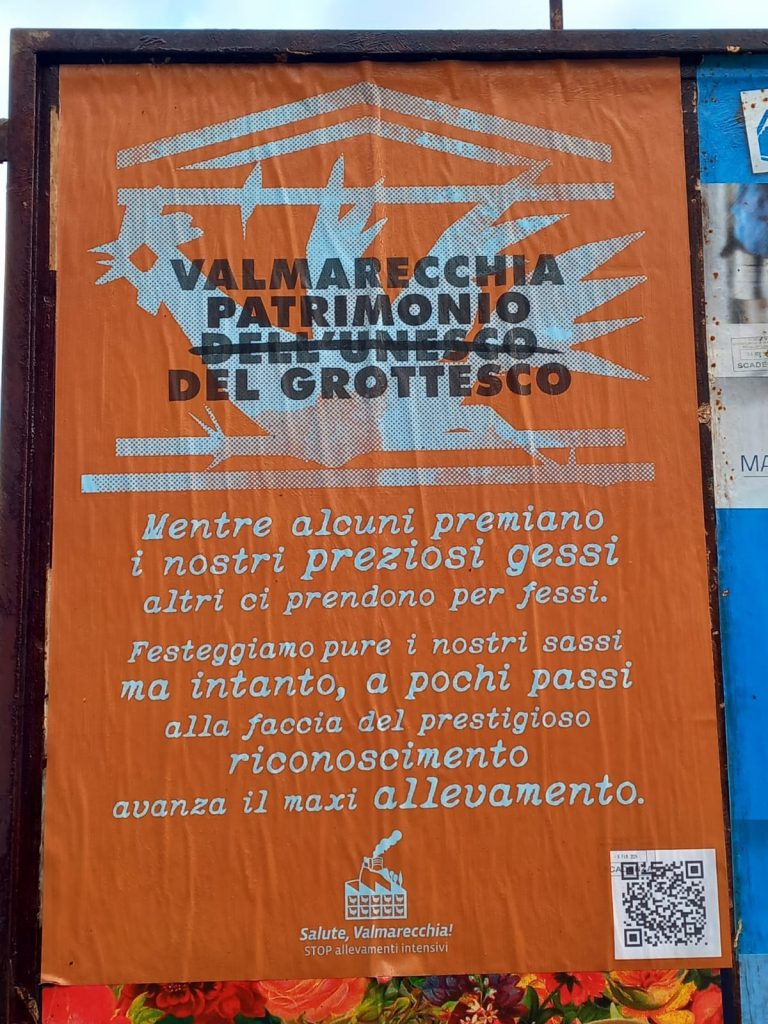 VALMARECCHIA
PATRIMONIO
DELL'UNESCO
DEL GROTTESCO
Mentre alcuni premiano
i nostri preziosi gessi
altri ci prendono per fessi.
Festeggiamo pure i nostri sassi
ma intanto, a pochi passi
alla faccia del prestigioso
riconoscimento
avanza il maxi allevamento.
Salute, Valmarecchia!
STOP allevamenti intensivi
MA